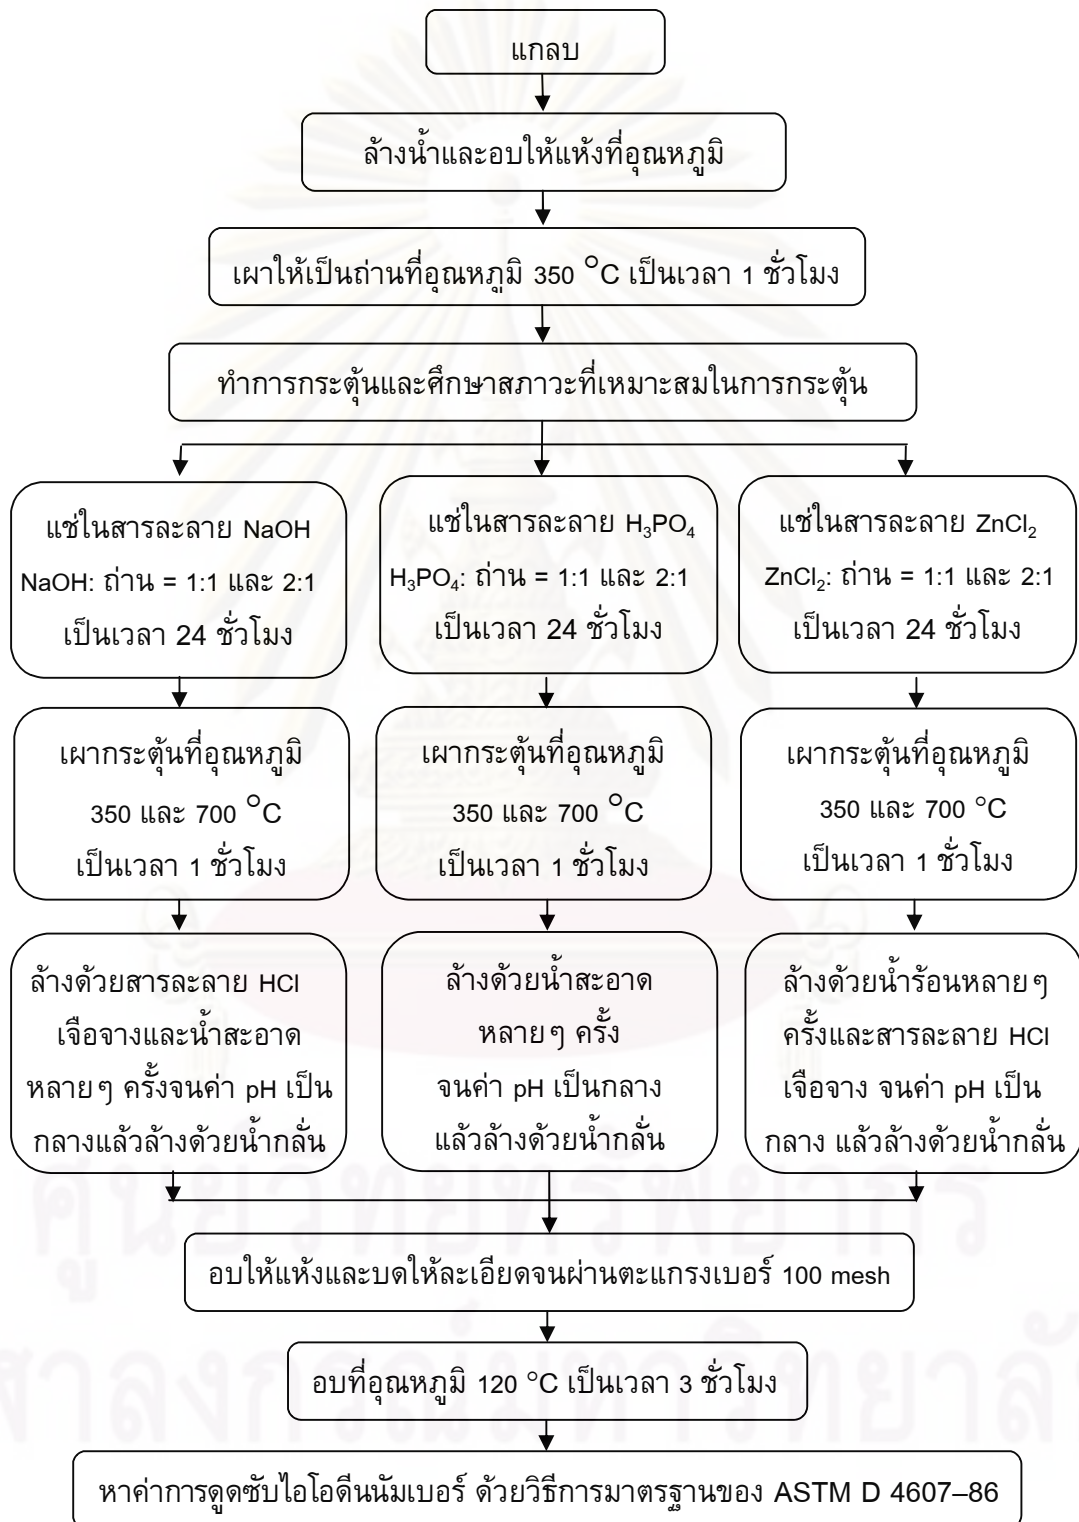 แกลบ
ล้างน้ำและอบให้แห้งที่อุณหภูมิ
เผาให้เป็นถ่านที่อุณหภูมิ 350 °C เป็นเวลา 1 ชั่วโมง
ทำการกระตุ้นและศึกษาสภาวะที่เหมาะสมในการกระตุ้น
แช่ในสารละลาย NaOH
NaOH: ถ่าน = 1:1 และ 2:1
เป็นเวลา 24 ชั่วโมง
แช่ในสารละลาย H₃PO₄
H₃PO₄: ถ่าน = 1:1 และ 2:1
เป็นเวลา 24 ชั่วโมง
แช่ในสารละลาย ZnCl₂
ZnCl₂: ถ่าน = 1:1 และ 2:1
เป็นเวลา 24 ชั่วโมง
เผากระตุ้นที่อุณหภูมิ
350 และ 700 °C
เป็นเวลา 1 ชั่วโมง
เผากระตุ้นที่อุณหภูมิ
350 และ 700 °C
เป็นเวลา 1 ชั่วโมง
เผากระตุ้นที่อุณหภูมิ
350 และ 700 °C
เป็นเวลา 1 ชั่วโมง
ล้างด้วยสารละลาย HCl
เจือจางและน้ำสะอาด
หลายๆ ครั้งจนค่า pH เป็น
กลางแล้วล้างด้วยน้ำกลั่น
ล้างด้วยน้ำสะอาด
หลายๆ ครั้ง
จนค่า pH เป็นกลาง
แล้วล้างด้วยน้ำกลั่น
ล้างด้วยน้ำร้อนหลายๆ
ครั้งและสารละลาย HCl
เจือจาง จนค่า pH เป็น
กลาง แล้วล้างด้วยน้ำกลั่น
อบให้แห้งและบดให้ละเอียดจนผ่านตะแกรงเบอร์ 100 mesh
อบที่อุณหภูมิ 120 °C เป็นเวลา 3 ชั่วโมง
หาค่าการดูดซับไอโอดีนนัมเบอร์ ด้วยวิธีการมาตรฐานของ ASTM D 4607–86
ศูนย์วิทยทรัพยากร
ฬาลงกรณ์มหาวิทยาลัย